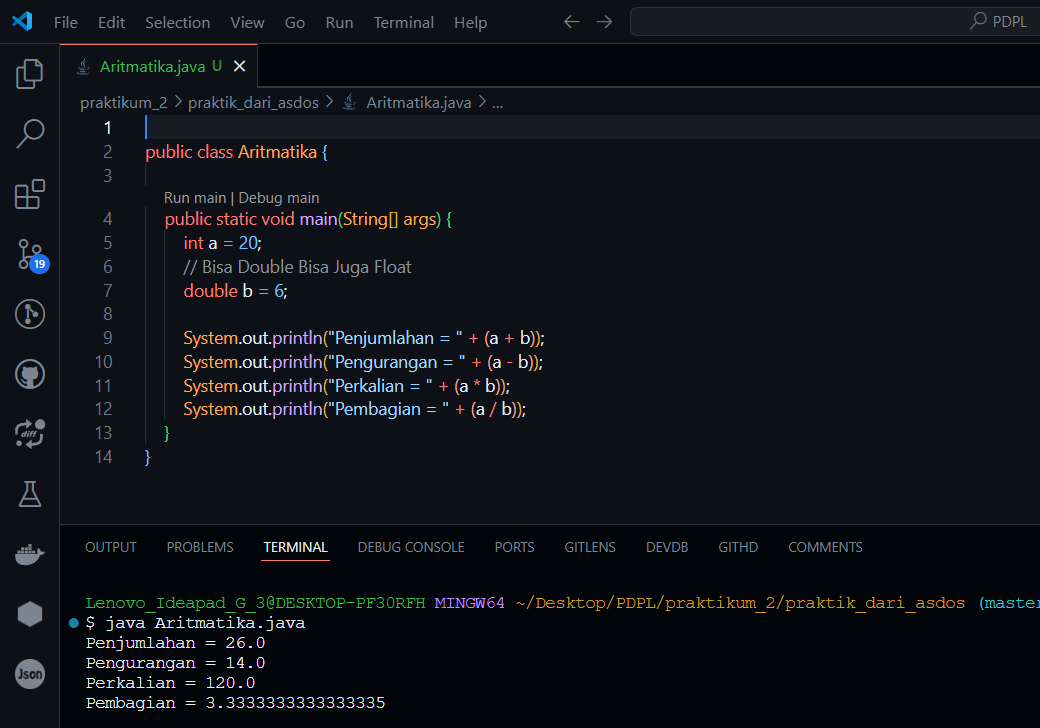 File Edit Selection View Go Run Terminal Help PDPL
Aritmatika.java U
praktikum_2 > praktik_dari_asdos > Aritmatika.java > ...
1
2 public class Aritmatika {
3
Run main | Debug main
4 public static void main(String[] args) {
5 int a = 20;
6 // Bisa Double Bisa Juga Float
7 double b = 6;
8
9 System.out.println("Penjumlahan = " + (a + b));
10 System.out.println("Pengurangan = " + (a - b));
11 System.out.println("Perkalian = " + (a * b));
12 System.out.println("Pembagian = " + (a / b));
13 }
14 }
19
diff
Json
OUTPUT PROBLEMS TERMINAL DEBUG CONSOLE PORTS GITLENS DEVDB GITHD COMMENTS
Lenovo_Ideapad_G_3@DESKTOP-PF30RFH MINGW64 ~/Desktop/PDPL/praktikum_2/praktik_dari_asdos (master
$ java Aritmatika.java
Penjumlahan = 26.0
Pengurangan = 14.0
Perkalian = 120.0
Pembagian = 3.3333333333333335